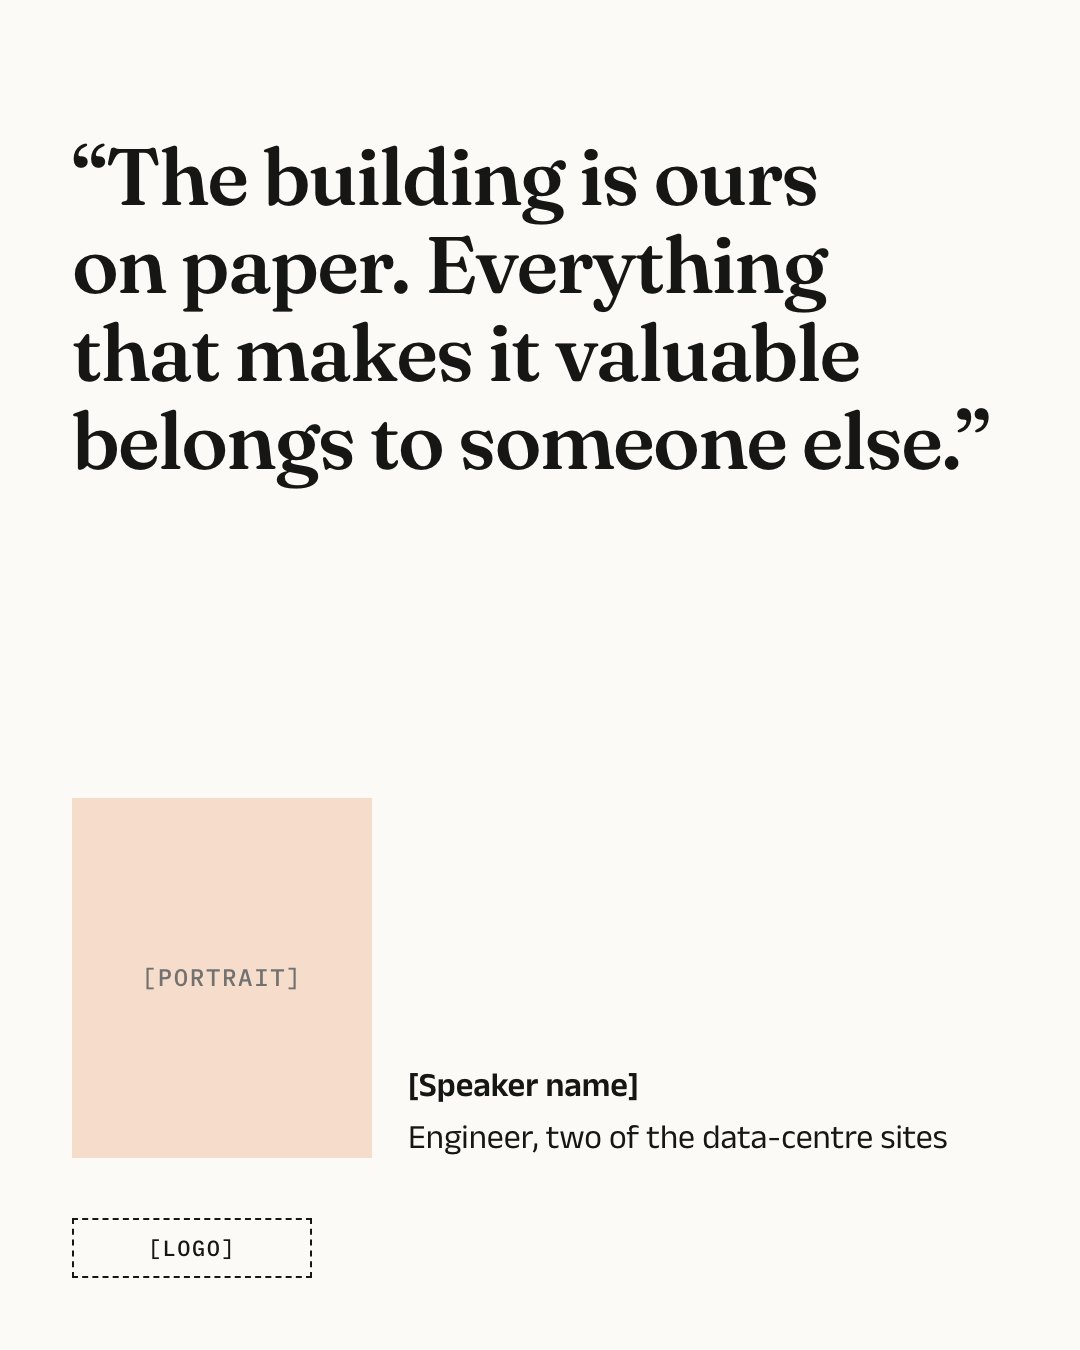 “The building is ours
on paper. Everything
that makes it valuable
belongs to someone else.”
[PORTRAIT]
[Speaker name]
Engineer, two of the data-centre sites
[LOGO]